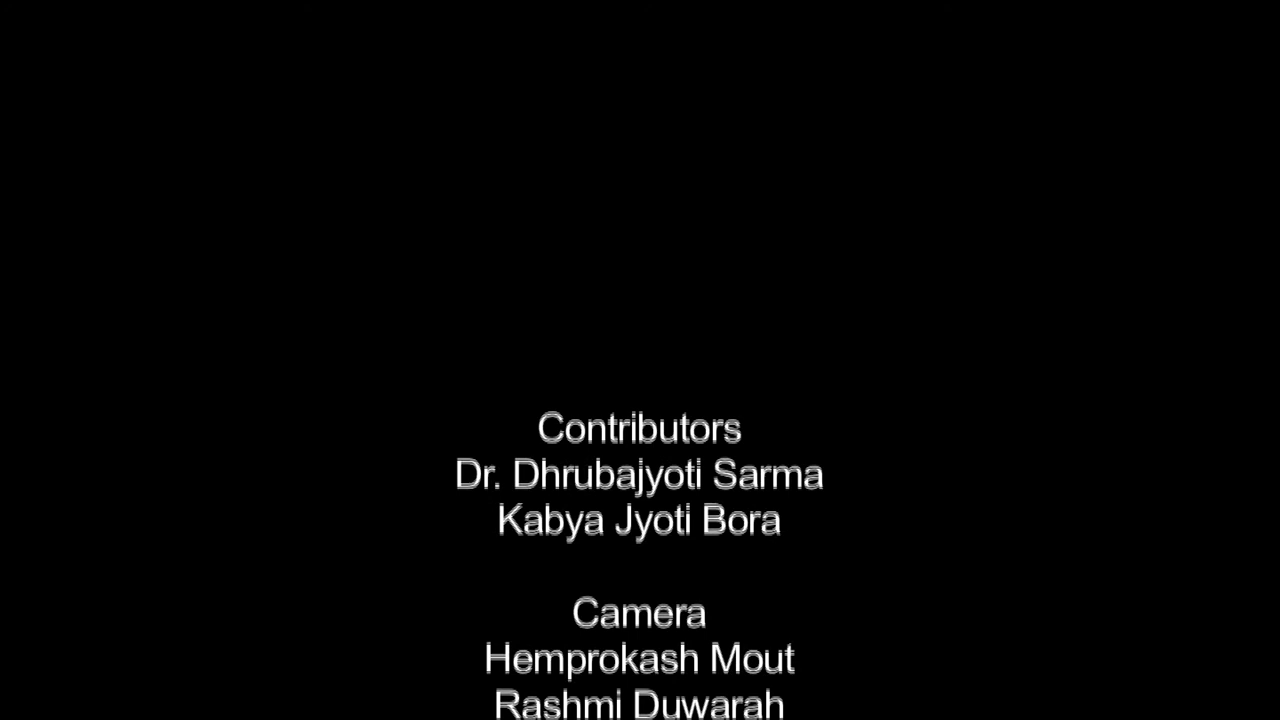 Contributors
Dr. Dhrubajyoti Sarma
Kabya Jyoti Bora
Camera
Hemprokash Mout
Rashmi Duwarah